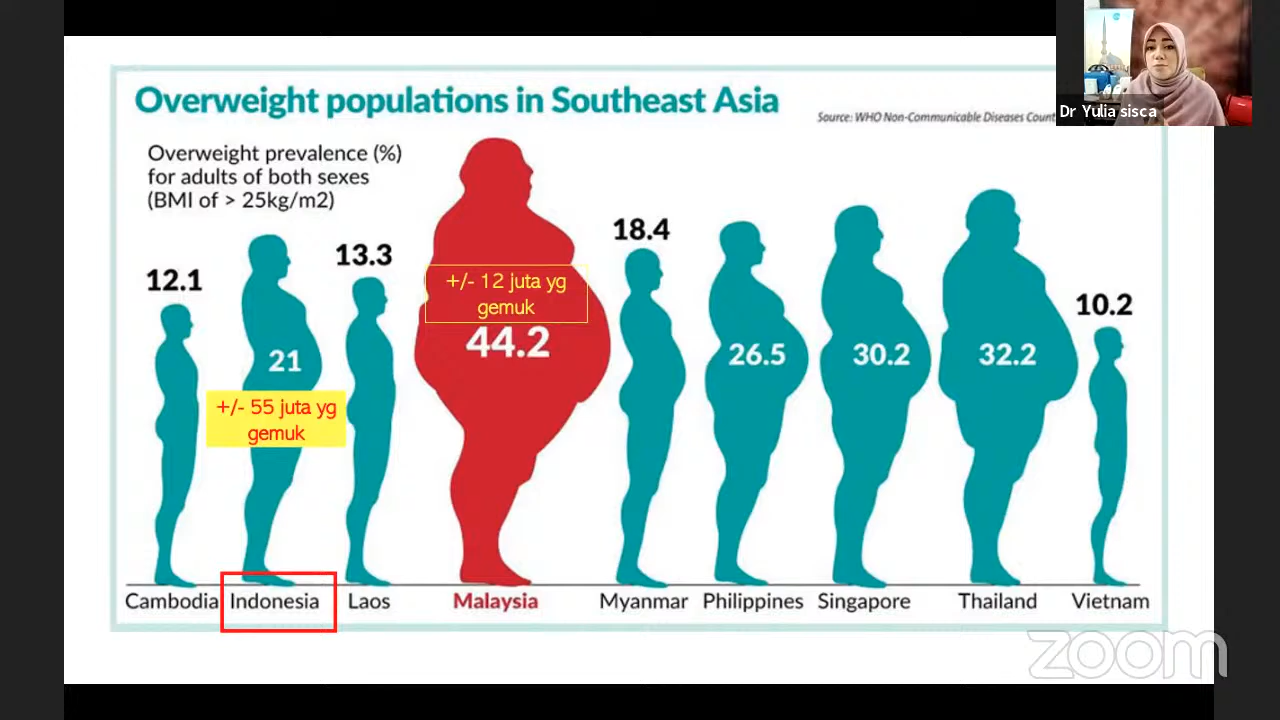 Overweight populations in Southeast Asia
Source: WHO Non-Communicable Diseases
Dr Yulia sisca
Overweight prevalence (%)
for adults of both sexes
(BMI of > 25kg/m2)
12.1
21
13.3
44.2
18.4
26.5
30.2
32.2
10.2
+/- 12 juta yg
gemuk
+/- 55 juta yg
gemuk
Cambodia
Indonesia
Laos
Malaysia
Myanmar
Philippines
Singapore
Thailand
Vietnam
zoom